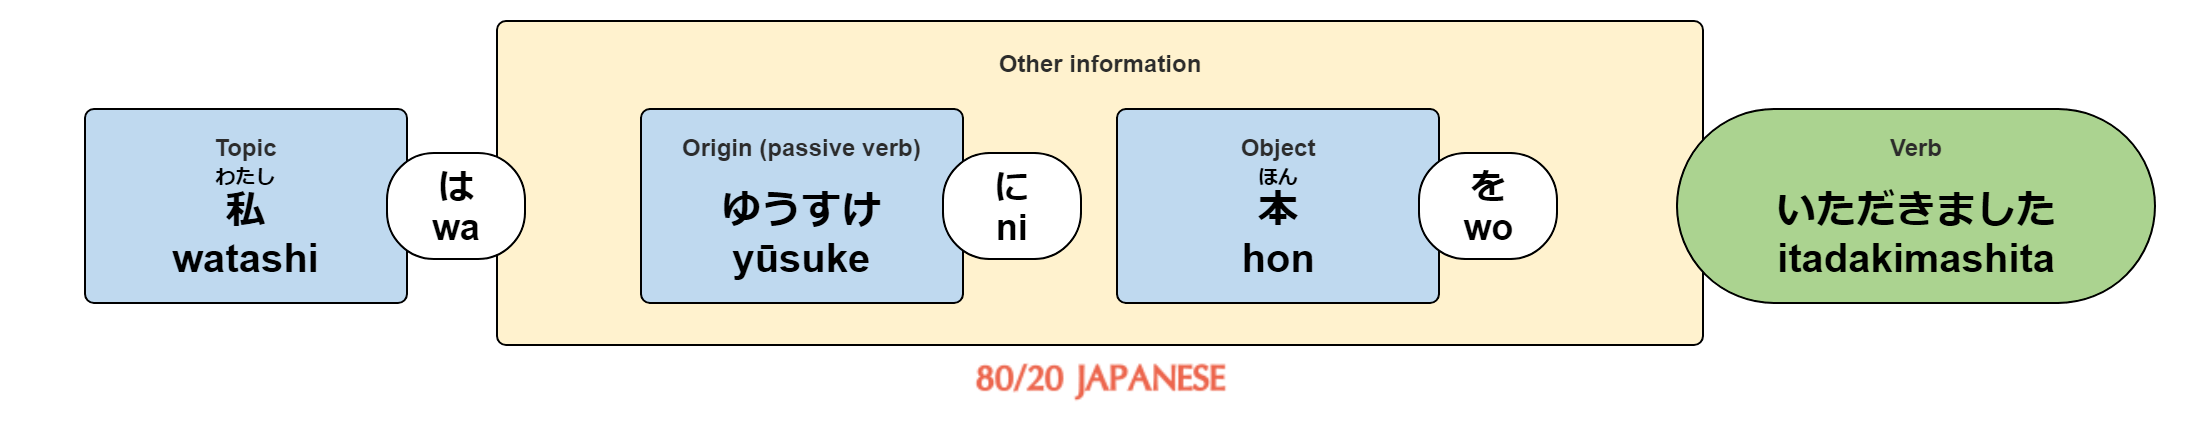 Other information
Topic
わたし
私
watashi
は
wa
Origin (passive verb)
ゆうすけ
yūsuke
に
ni
Object
ほん
本
hon
を
wo
Verb
いただきました
itadakimashita
80/20 JAPANESE